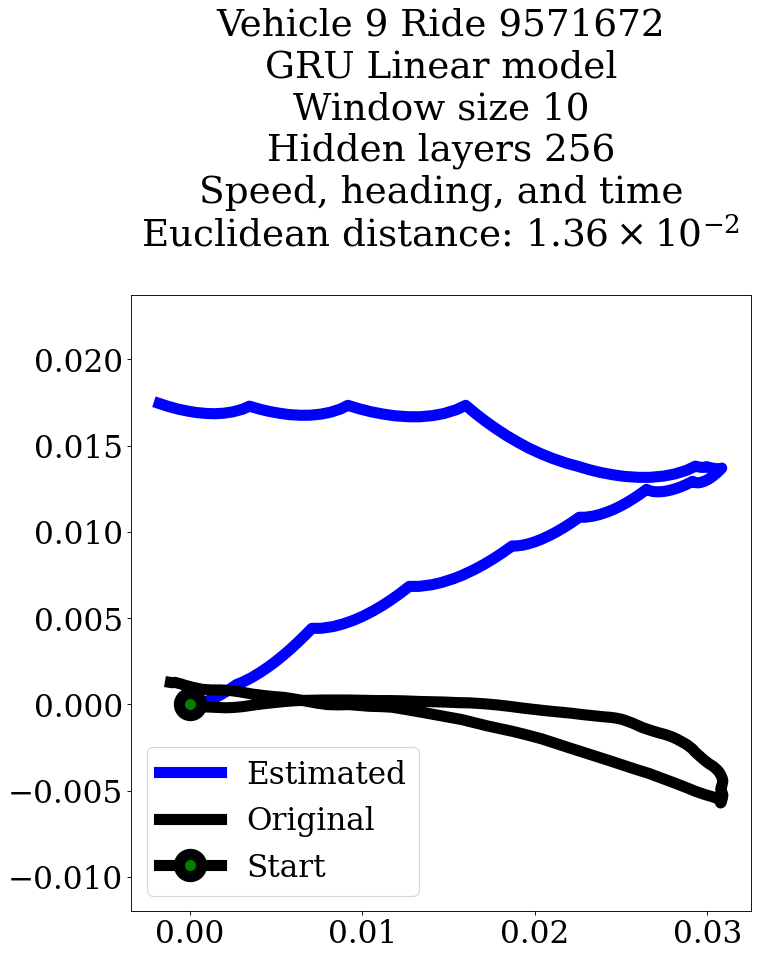 Vehicle 9 Ride 9571672
GRU Linear model
Window size 10
Hidden layers 256
Speed, heading, and time
Euclidean distance: 1.36 × 10⁻²
0.020
0.015
0.010
0.005
0.000
−0.005
−0.010
Estimated
Original
Start
0.00 0.01 0.02 0.03